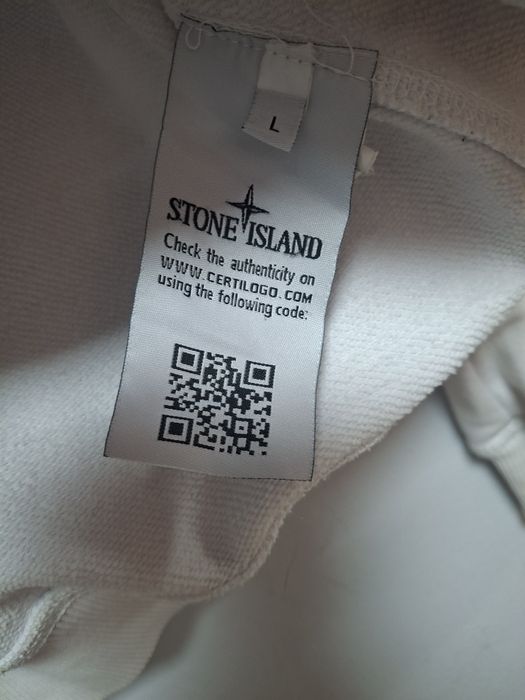 L
STONE ISLAND
Check the authenticity on
WWW.CERTILOGO.COM
using the following code: